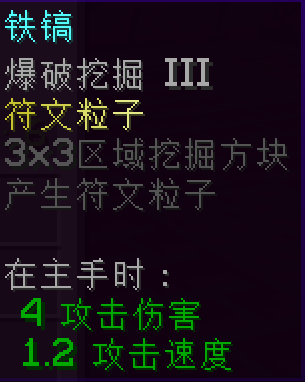 铁镐
爆破挖掘 III
符文粒子
3×3区域挖掘方块
产生符文粒子
在主手时：
4 攻击伤害
1.2 攻击速度